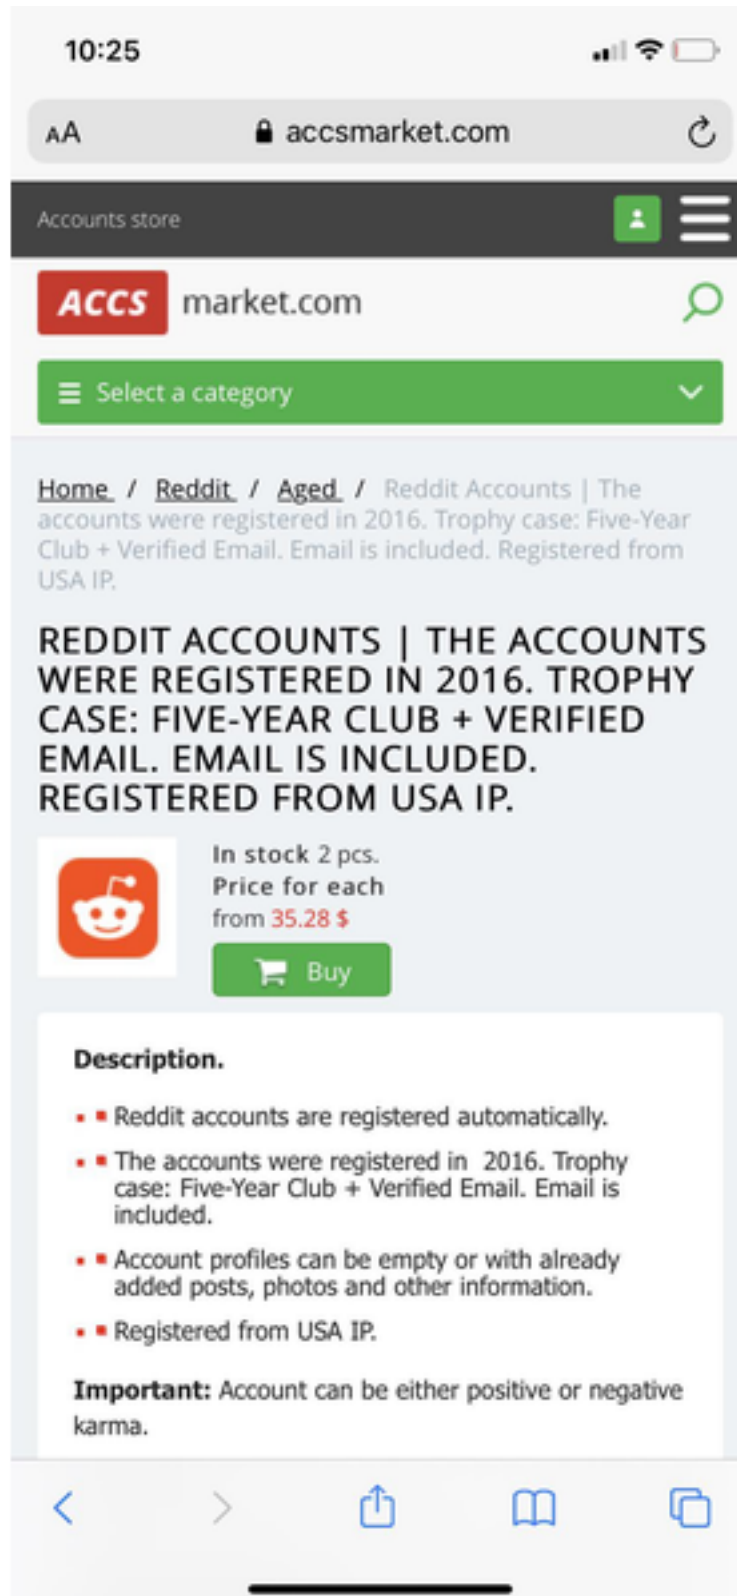 10:25
AA accsmarket.com
Accounts store
ACCS market.com
Select a category
Home / Reddit / Aged / Reddit Accounts | The
accounts were registered in 2016. Trophy case: Five-Year
Club + Verified Email. Email is included. Registered from
USA IP.
REDDIT ACCOUNTS | THE ACCOUNTS
WERE REGISTERED IN 2016. TROPHY
CASE: FIVE-YEAR CLUB + VERIFIED
EMAIL. EMAIL IS INCLUDED.
REGISTERED FROM USA IP.
In stock 2 pcs.
Price for each
from 35.28 $
Buy
Description.
Reddit accounts are registered automatically.
The accounts were registered in 2016. Trophy
case: Five-Year Club + Verified Email. Email is
included.
Account profiles can be empty or with already
added posts, photos and other information.
Registered from USA IP.
Important: Account can be either positive or negative
karma.